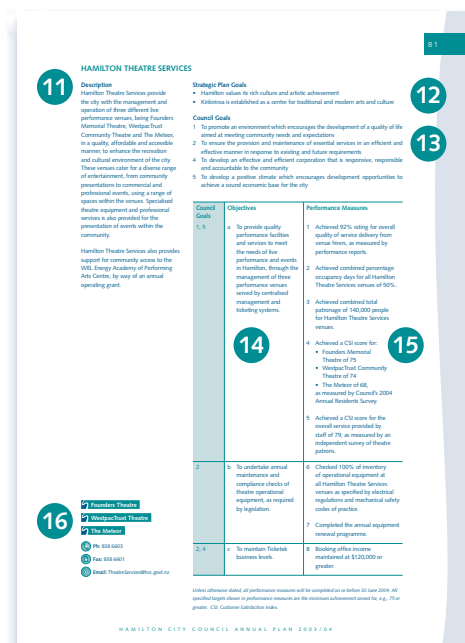 81
HAMILTON THEATRE SERVICES
11
Description
Hamilton Theatre Services provide
the city with the management and
operation of three different live
performance venues, being Founders
Memorial Theatre, WestpacTrust
Community Theatre and The Meteor,
in a quality, affordable and accessible
manner, to enhance the recreation
and cultural environment of the city.
These venues cater for a diverse range
of entertainment, from community
presentations to commercial and
professional events, using a range of
spaces within the venues. Specialised
theatre equipment and professional
services is also provided for the
presentation of events within the
community.
Hamilton Theatre Services also provides
support for community access to the
WEL Energy Academy of Performing
Arts Centre, by way of an annual
operating grant.
Strategic Plan Goals
• Hamilton values its rich culture and artistic achievement
• Kirikiriroa is established as a centre for traditional and modern arts and culture
12
Council Goals
1 To promote an environment which encourages the development of a quality of life
aimed at meeting community needs and expectations
2 To ensure the provision and maintenance of essential services in an efficient and
effective manner in response to existing and future requirements
4 To develop an effective and efficient corporation that is responsive, responsible
and accountable to the community
5 To develop a positive climate which encourages development opportunities to
achieve a sound economic base for the city
13
Council
Goals
Objectives
Performance Measures
1, 5
a To provide quality
performance facilities
and services to meet
the needs of live
performance and events
in Hamilton, through the
management of three
performance venues
served by centralised
management and
ticketing systems.
14
1 Achieved 92% rating for overall
quality of service delivery from
venue hirers, as measured by
performance reports.
2 Achieved combined percentage
occupancy days for all Hamilton
Theatre Services venues of 50%.
3 Achieved combined total
patronage of 140,000 people
for Hamilton Theatre Services
venues.
4 Achieved a CSI score for:
• Founders Memorial
Theatre of 75
• WestpacTrust Community
Theatre of 74
• The Meteor of 68,
as measured by Council's 2004
Annual Residents Survey.
15
5 Achieved a CSI score for the
overall service provided by
staff of 79, as measured by an
independent survey of theatre
patrons.
2
b To undertake annual
maintenance and
compliance checks of
theatre operational
equipment, as required
by legislation.
6 Checked 100% of inventory
of operational equipment at
all Hamilton Theatre Services
venues as specified by electrical
regulations and mechanical safety
codes of practice.
7 Completed the annual equipment
renewal programme.
2, 4
c To maintain Ticketek
business levels.
8 Booking office income
maintained at $120,000 or
greater.
16
Founders Theatre
WestpacTrust Theatre
The Meteor
Ph: 838-6603
Fax: 838-6601
Email: TheatreServices@hcc.govt.nz
Unless otherwise stated, all performance measures will be completed on or before 30 June 2004. All
specified targets shown in performance measures are the minimum achievement aimed for, e.g., 75 or
greater. CSI: Customer Satisfaction Index.
HAMILTON CITY COUNCIL ANNUAL PLAN 2003/04